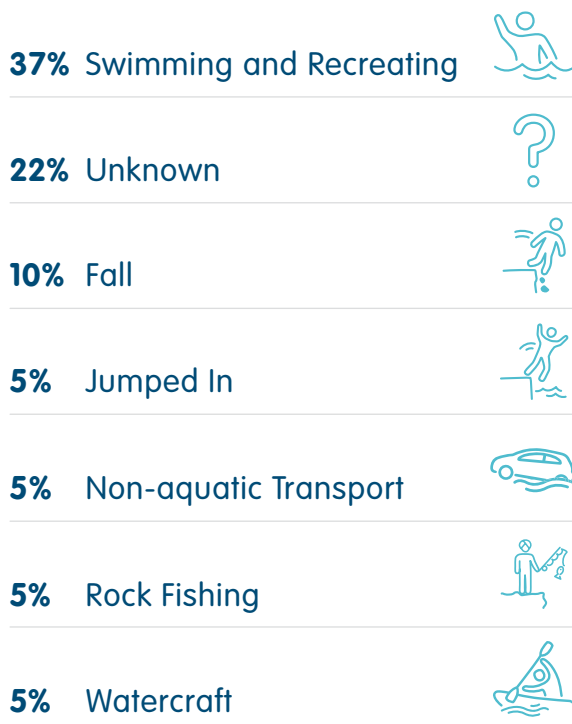 37% Swimming and Recreating
22% Unknown
10% Fall
5% Jumped In
5% Non-aquatic Transport
5% Rock Fishing
5% Watercraft